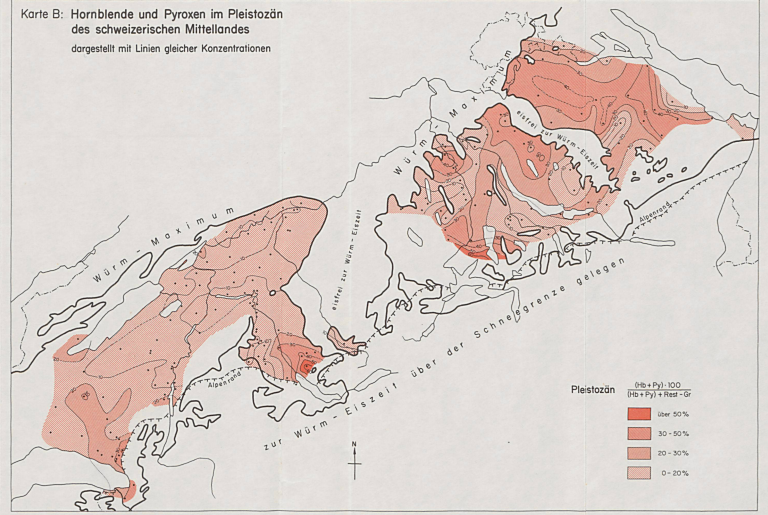 Karte B: Hornblende und Pyroxen im Pleistozän
des schweizerischen Mittellandes
dargestellt mit Linien gleicher Konzentrationen
Würm-Maximum
eisfrei zur Würm-Eiszeit
Würm-Maximum
eisfrei zur Würm-Eiszeit
Alpenrand
Alpenrand
zur Würm-Eiszeit über der Schneegrenze gelegen
N
Pleistozän
(Hb+Py)·100
(Hb+Py)+Rest-Gr
über 50%
30-50%
20-30%
0-20%